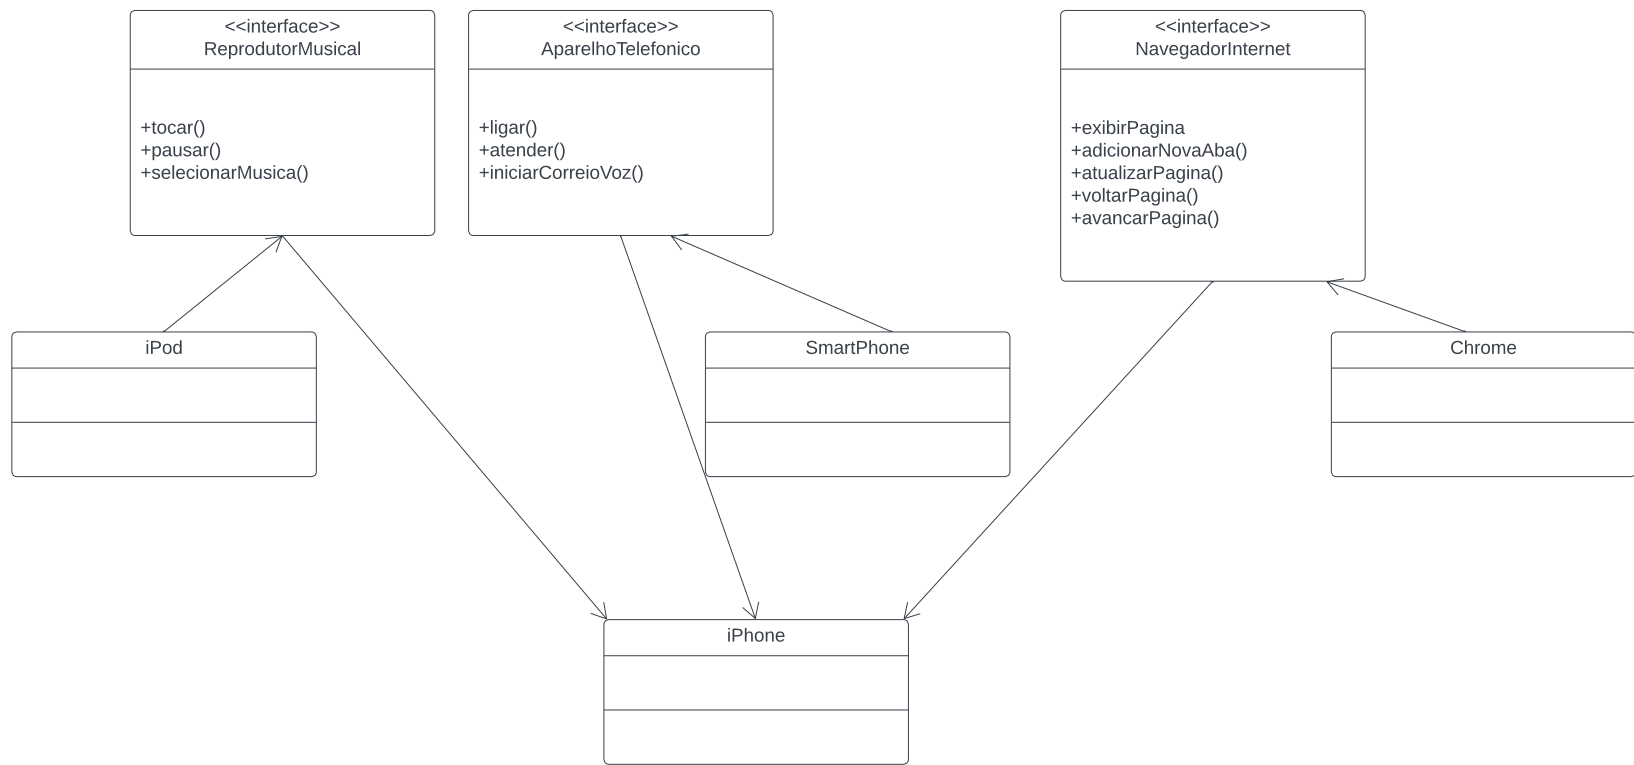 <<interface>>
ReprodutorMusical
+tocar()
+pausar()
+selecionarMusica()
<<interface>>
AparelhoTelefonico
+ligar()
+atender()
+iniciarCorreioVoz()
<<interface>>
NavegadorInternet
+exibirPagina
+adicionarNovaAba()
+atualizarPagina()
+voltarPagina()
+avancarPagina()
iPod
SmartPhone
Chrome
iPhone